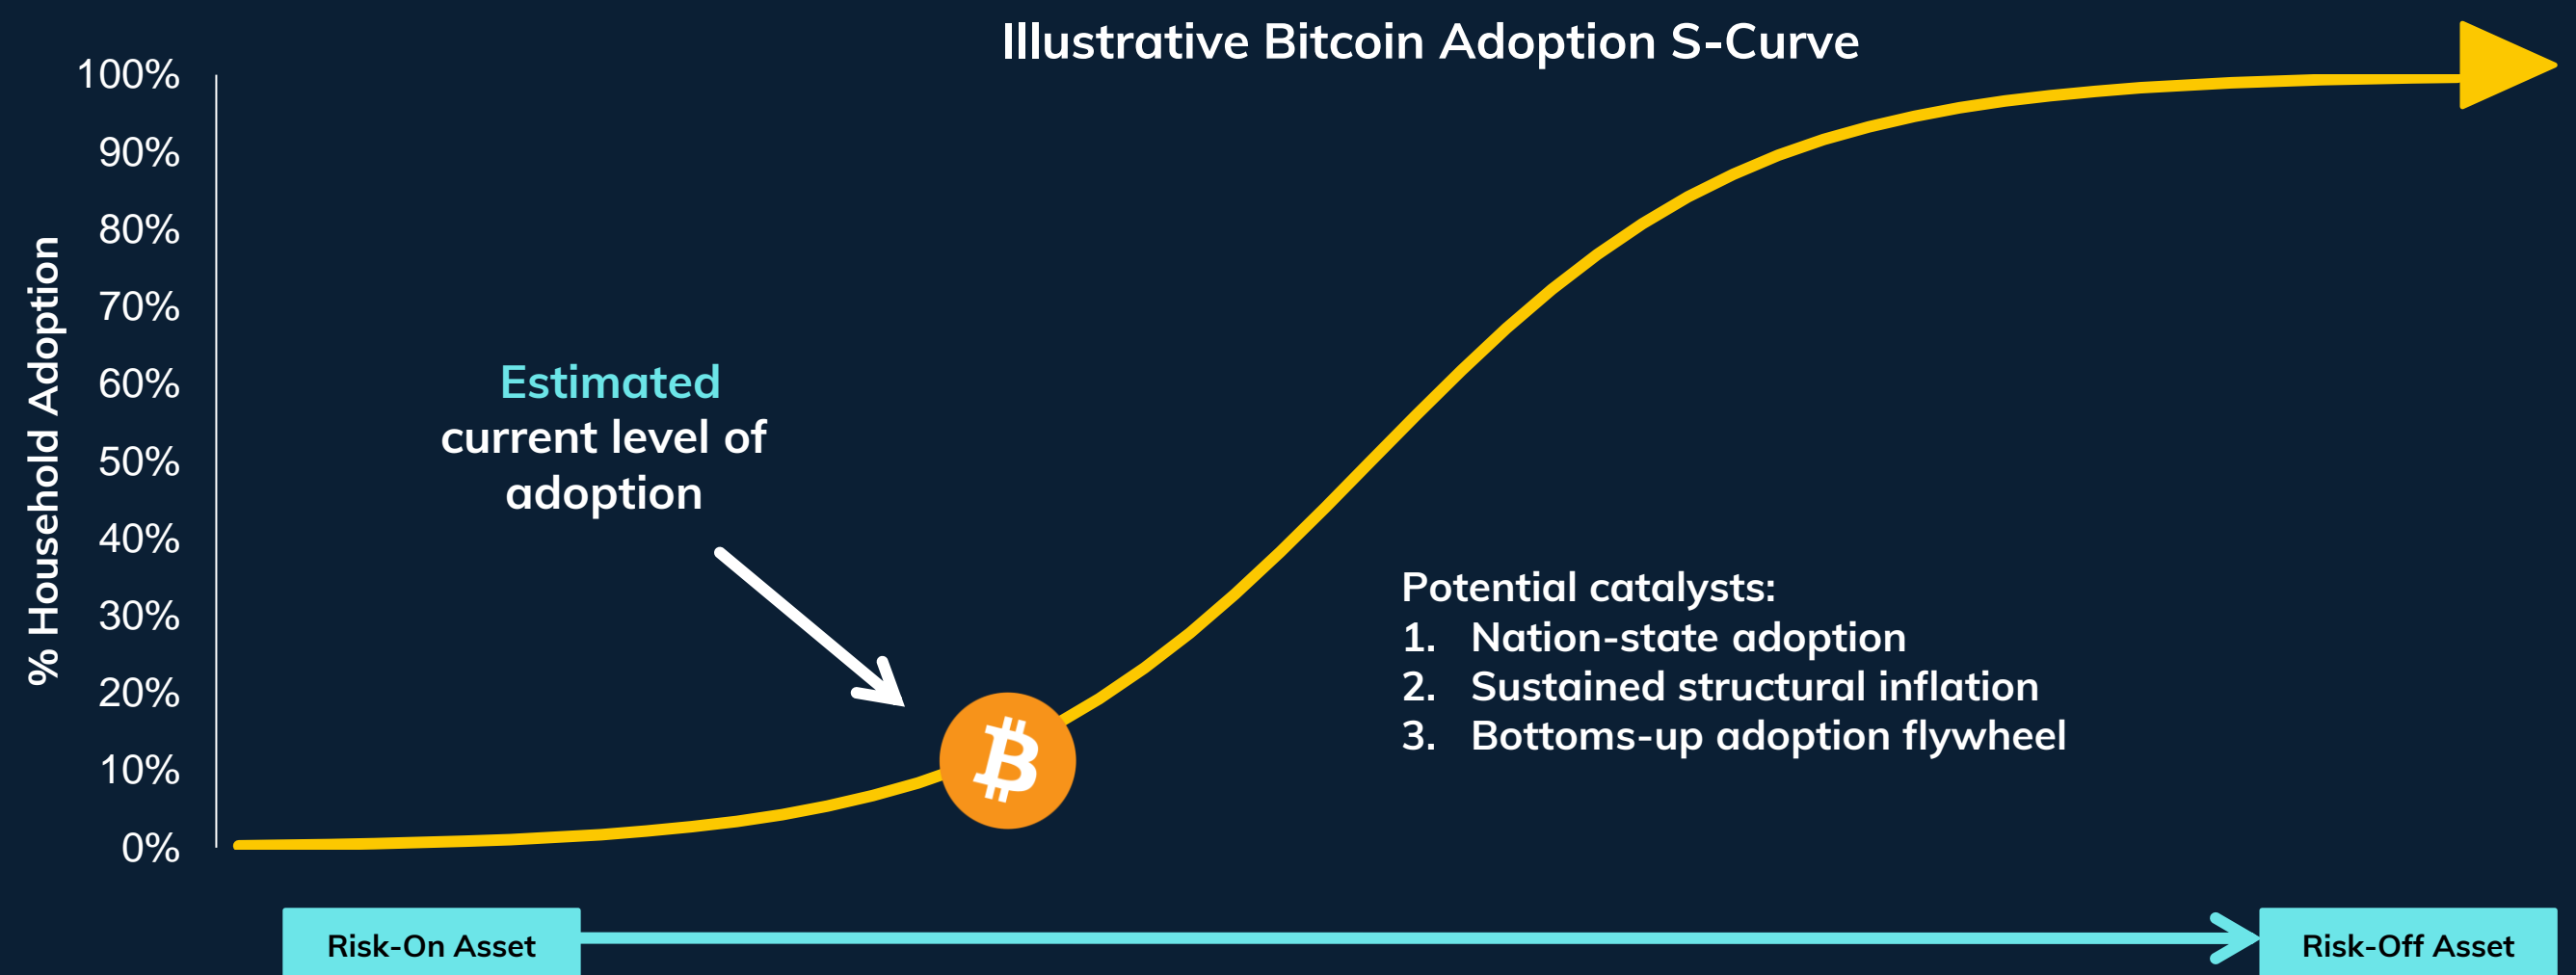 Illustrative Bitcoin Adoption S-Curve
% Household Adoption
100%
90%
80%
70%
60%
50%
40%
30%
20%
10%
0%
Estimated
current level of
adoption
Potential catalysts:
1. Nation-state adoption
2. Sustained structural inflation
3. Bottoms-up adoption flywheel
Risk-On Asset
Risk-Off Asset